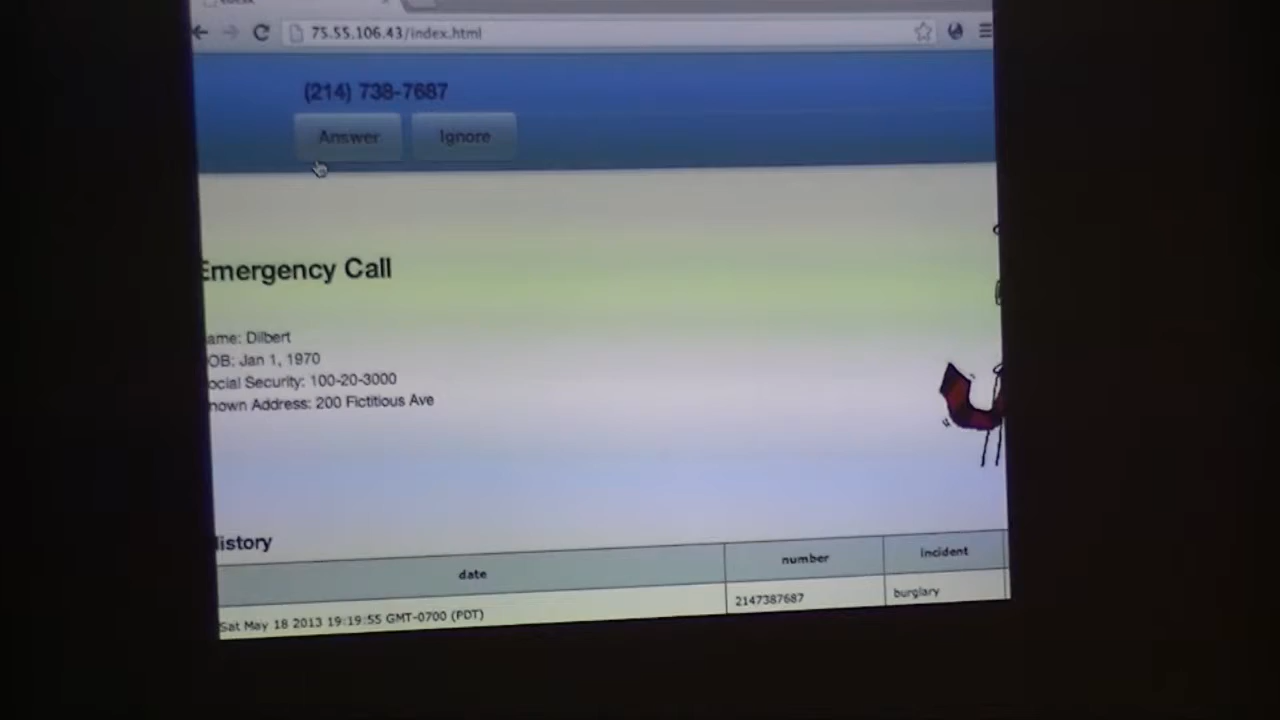 75.55.106.43/index.html
(214) 738-7687
Answer Ignore
Emergency Call
ame: Dilbert
OB: Jan 1, 1970
ocial Security: 100-20-3000
nown Address: 200 Fictitious Ave
History
date number incident
Sat May 18 2013 19:19:55 GMT-0700 (PDT) 2147387687 burglary